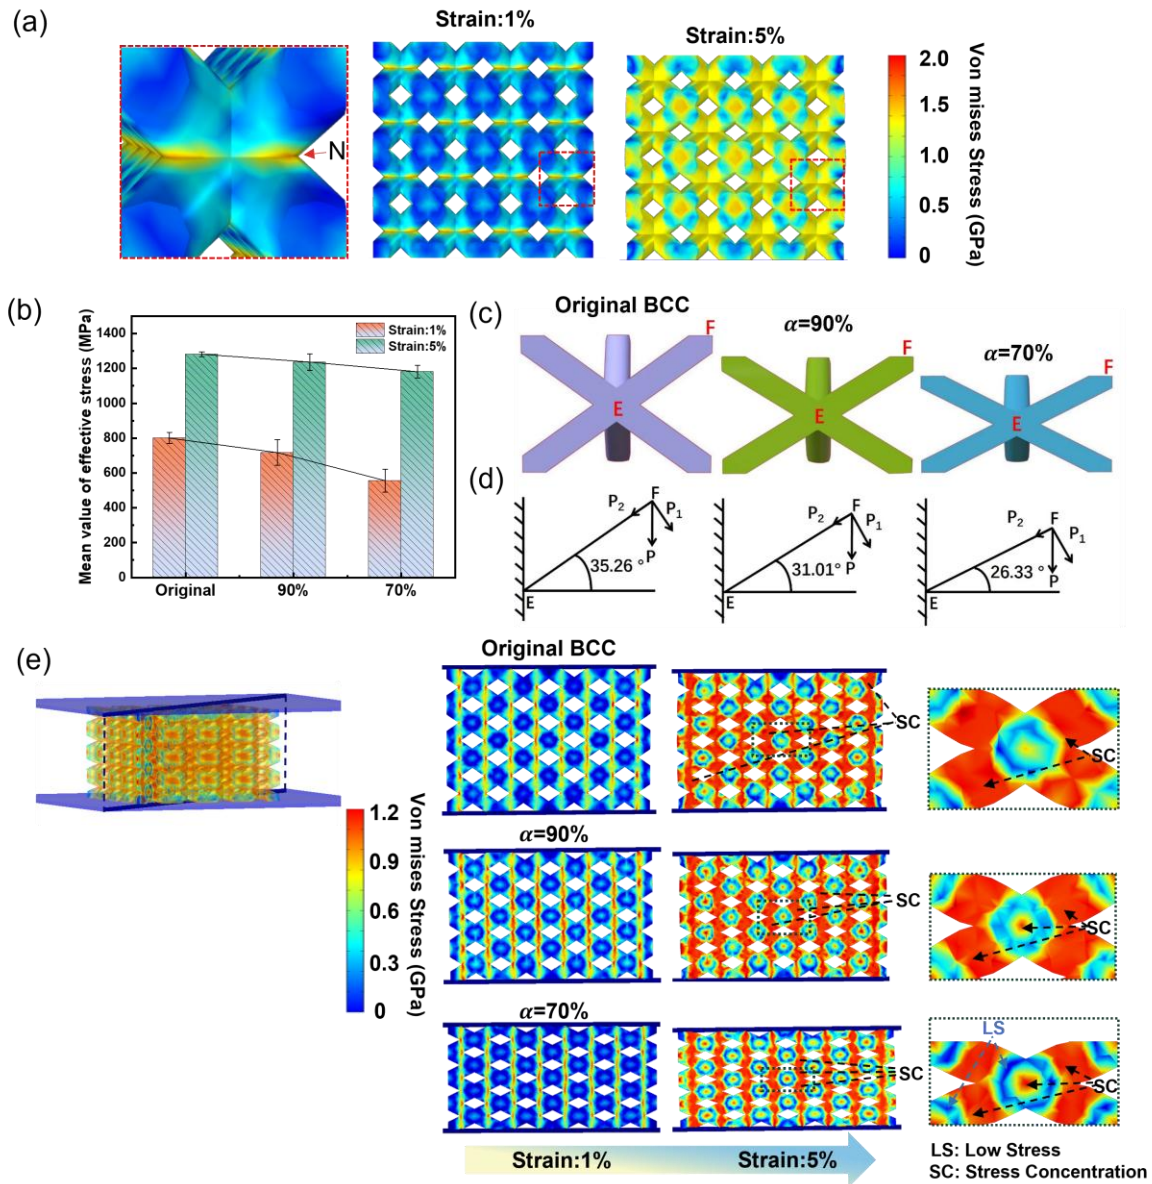 (a)
Strain:1%
Strain:5%
N
2.0
1.5
1.0
0.5
0
Von mises Stress (GPa)
(b)
Mean value of effective stress (MPa)
1400
1200
1000
800
600
400
200
0
Strain:1%
Strain:5%
Original
90%
70%
(c)
Original BCC
α=90%
α=70%
F
F
F
E
E
E
(d)
P₂
F
P₁
P
35.26 °
E
P₂
F
P₁
P
31.01°
E
P₂
F
P₁
P
26.33 °
E
(e)
Original BCC
SC
SC
1.2
0.9
0.6
0.3
0
Von mises Stress (GPa)
α=90%
SC
SC
α=70%
LS
SC
SC
Strain:1%
Strain:5%
LS: Low Stress
SC: Stress Concentration